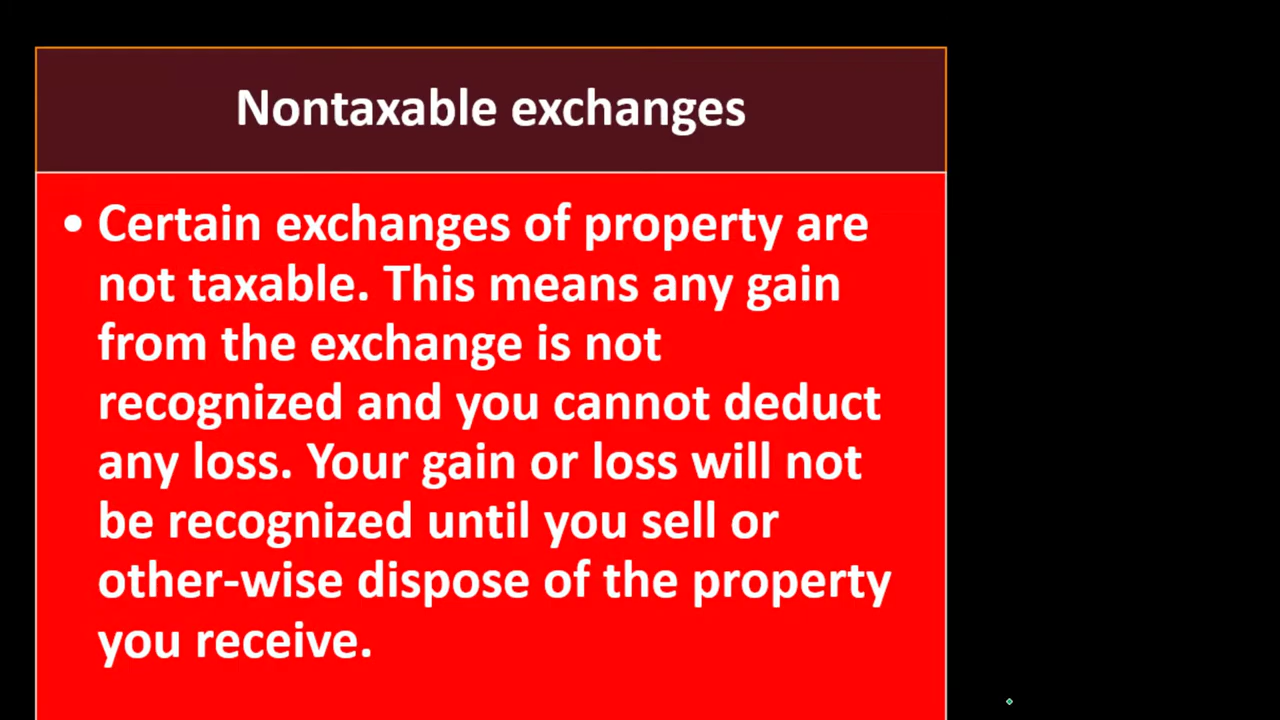 Nontaxable exchanges
• Certain exchanges of property are
not taxable. This means any gain
from the exchange is not
recognized and you cannot deduct
any loss. Your gain or loss will not
be recognized until you sell or
other-wise dispose of the property
you receive.